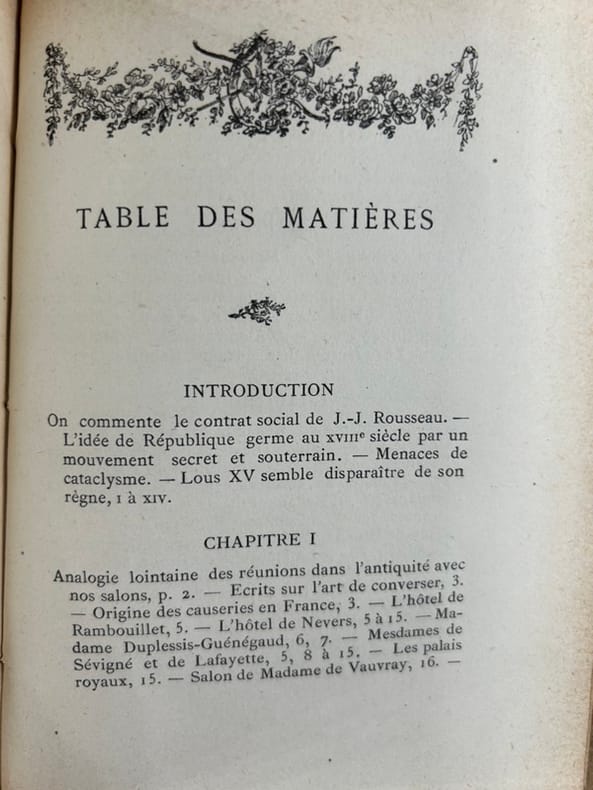 TABLE DES MATIÈRES
INTRODUCTION
On commente le contrat social de J.-J. Rousseau. —
L'idée de République germe au XVIIIe siècle par un
mouvement secret et souterrain. — Menaces de
cataclysme. — Lous XV semble disparaître de son
règne, I à XIV.
CHAPITRE I
Analogie lointaine des réunions dans l'antiquité avec
nos salons, p. 2. — Ecrits sur l'art de converser, 3.
— Origine des causeries en France, 3. — L'hôtel de
Rambouillet, 5. — L'hôtel de Nevers, 5 à 15. — Ma-
dame Duplessis-Guénégaud, 6, 7. — Mesdames de
Sévigné et de Lafayette, 5, 8 à 15. — Les palais
royaux, 15. — Salon de Madame de Vauvray, 16. —